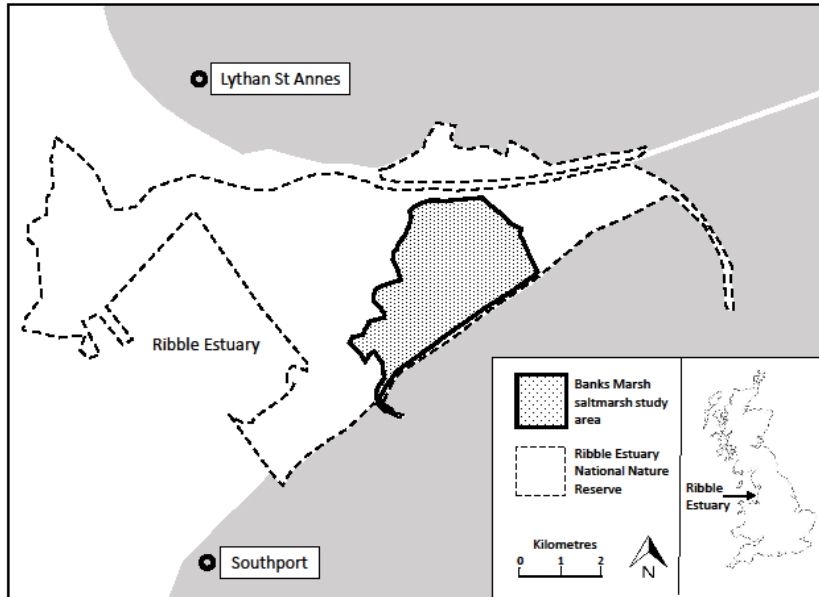 Lythan St Annes
Ribble Estuary
Banks Marsh
saltmarsh study
area
Ribble Estuary
National Nature
Reserve
Ribble
Estuary
Kilometres
0 1 2
N
Southport